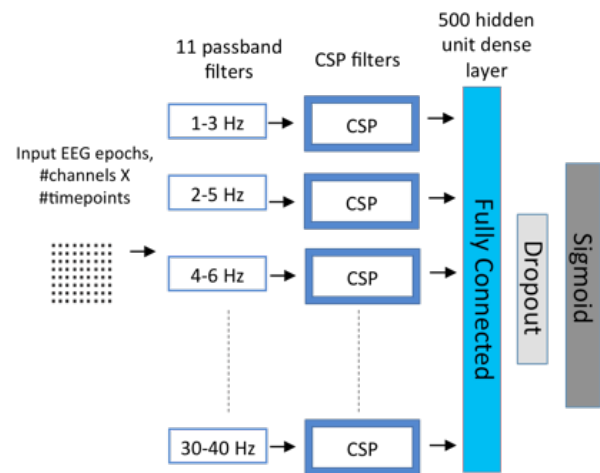 11 passband
filters
CSP filters
500 hidden
unit dense
layer
Input EEG epochs,
#channels X
#timepoints
1-3 Hz
CSP
2-5 Hz
CSP
4-6 Hz
CSP
30-40 Hz
CSP
Fully Connected
Dropout
Sigmoid